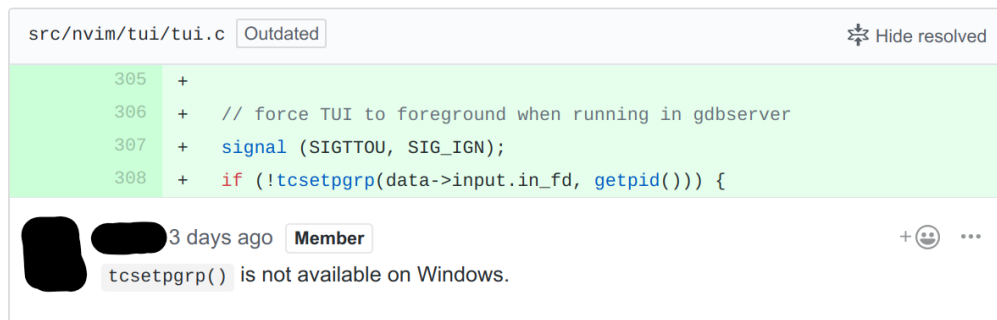 src/nvim/tui/tui.c Outdated Hide resolved
305 +
306 + // force TUI to foreground when running in gdbserver
307 + signal (SIGTTOU, SIG_IGN);
308 + if (!tcsetpgrp(data->input.in_fd, getpid())) {
3 days ago Member
tcsetpgrp() is not available on Windows.